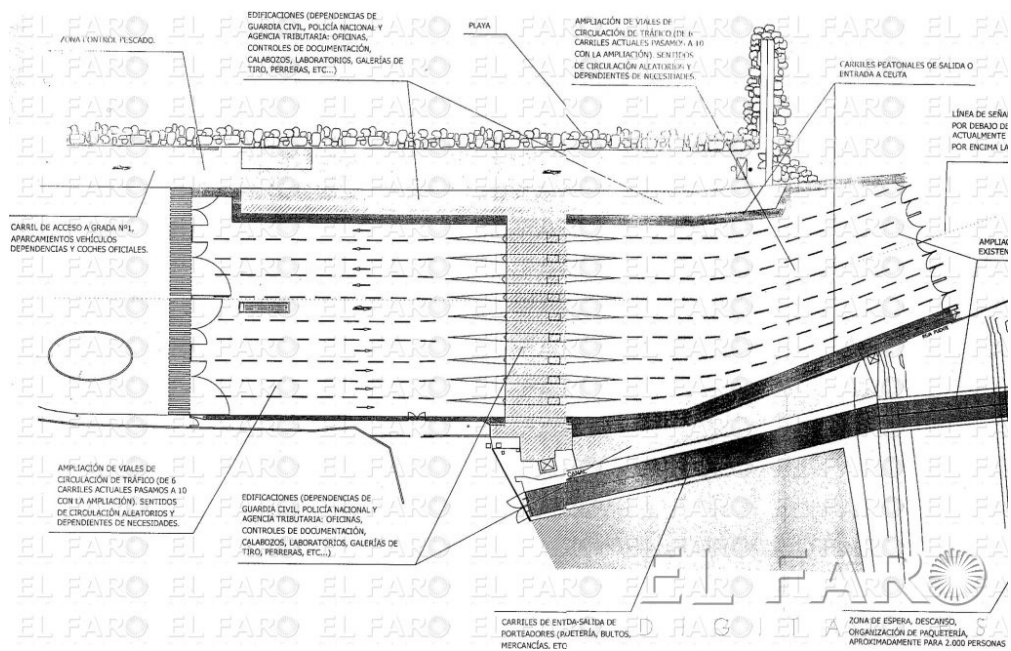 ZONA CONTROL PESCADO.
EDIFICACIONES (DEPENDENCIAS DE
GUARDIA CIVIL, POLICÍA NACIONAL Y
AGENCIA TRIBUTARIA: OFICINAS,
CONTROLES DE DOCUMENTACIÓN,
CALABOZOS, LABORATORIOS, GALERÍAS DE
TIRO, PERRERAS, ETC...)
PLAYA
AMPLIACIÓN DE VIALES DE
CIRCULACIÓN DE TRÁFICO (DE 6
CARRILES ACTUALES PASAMOS A 10
CON LA AMPLIACIÓN). SENTIDOS
DE CIRCULACIÓN ALEATORIOS Y
DEPENDIENTES DE NECESIDADES.
CARRILES PEATONALES DE SALIDA O
ENTRADA A CEUTA
LÍNEA DE SEÑA
POR DEBAJO DE
ACTUALMENTE
POR ENCIMA LA
CARRIL DE ACCESO A GRADA Nº1,
APARCAMIENTOS VEHÍCULOS
DEPENDENCIAS Y COCHES OFICIALES.
AMPLIAC
EXISTEN
CANAL
AMPLIACIÓN DE VIALES DE
CIRCULACIÓN DE TRÁFICO (DE 6
CARRILES ACTUALES PASAMOS A 10
CON LA AMPLIACIÓN). SENTIDOS
DE CIRCULACIÓN ALEATORIOS Y
DEPENDIENTES DE NECESIDADES.
EDIFICACIONES (DEPENDENCIAS DE
GUARDIA CIVIL, POLICÍA NACIONAL Y
AGENCIA TRIBUTARIA: OFICINAS,
CONTROLES DE DOCUMENTACIÓN,
CALABOZOS, LABORATORIOS, GALERÍAS DE
TIRO, PERRERAS, ETC...)
EL FARO
CARRILES DE ENTDA-SALIDA DE
PORTEADORES (PQJETERÍA, BULTOS,
MERCANCÍAS, ETC
ZONA DE ESPERA, DESCANSO,
ORGANIZACIÓN DE PAQUETERÍA,
APROXIMADAMENTE PARA 2.000 PERSONAS